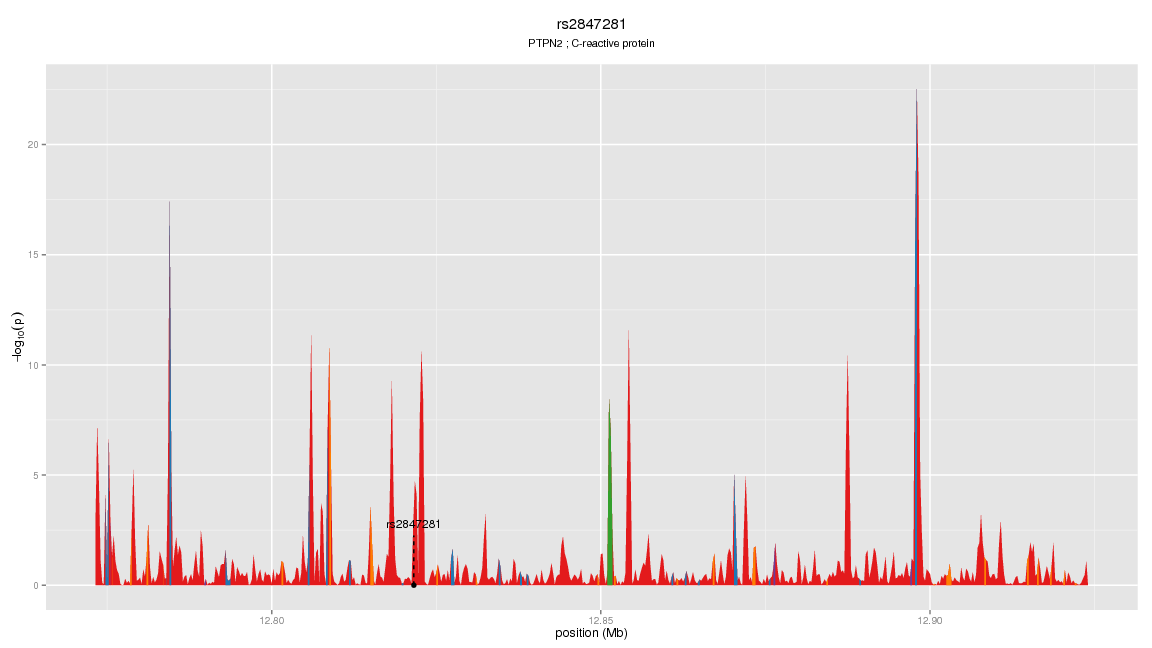 rs2847281
PTPN2 ; C-reactive protein
20
15
10
5
0
−log10(p)
rs2847281
12.80
12.85
12.90
position (Mb)